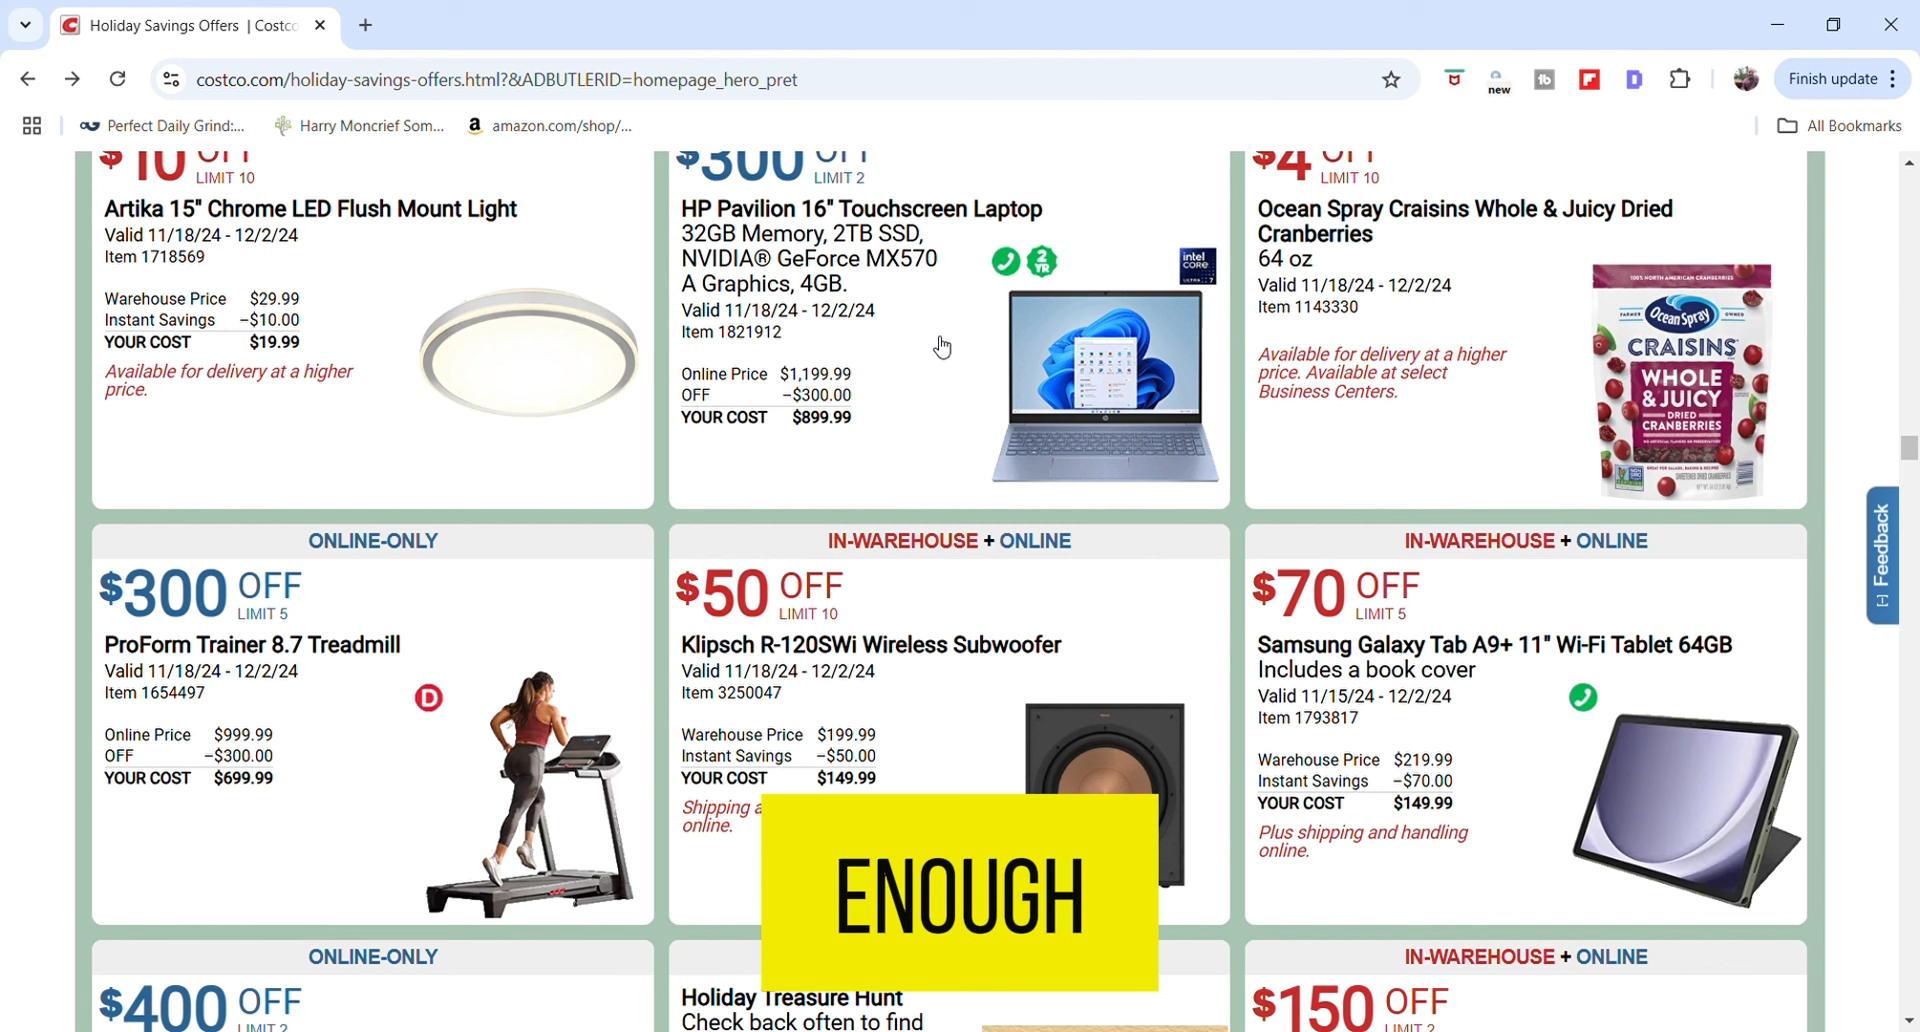 Holiday Savings Offers | Costco
costco.com/holiday-savings-offers.html?&ADBUTLERID=homepage_hero_pret
new
Finish update
Perfect Daily Grind:...
Harry Moncrief Som...
amazon.com/shop/...
All Bookmarks
$10 OFF
LIMIT 10
Artika 15" Chrome LED Flush Mount Light
Valid 11/18/24 - 12/2/24
Item 1718569
Warehouse Price $29.99
Instant Savings -$10.00
YOUR COST $19.99
Available for delivery at a higher
price.
$300 OFF
LIMIT 2
HP Pavilion 16" Touchscreen Laptop
32GB Memory, 2TB SSD,
NVIDIA® GeForce MX570
A Graphics, 4GB.
Valid 11/18/24 - 12/2/24
Item 1821912
Online Price $1,199.99
OFF -$300.00
YOUR COST $899.99
2
YR
intel
CORE
ULTRA 7
$4 OFF
LIMIT 10
Ocean Spray Craisins Whole & Juicy Dried
Cranberries
64 oz
Valid 11/18/24 - 12/2/24
Item 1143330
Available for delivery at a higher
price. Available at select
Business Centers.
100% NORTH AMERICAN CRANBERRIES
FARMER OWNED
Ocean Spray
CRAISINS
WHOLE
& JUICY
DRIED
CRANBERRIES
[-] Feedback
ONLINE-ONLY
$300 OFF
LIMIT 5
ProForm Trainer 8.7 Treadmill
Valid 11/18/24 - 12/2/24
Item 1654497
D
Online Price $999.99
OFF -$300.00
YOUR COST $699.99
IN-WAREHOUSE + ONLINE
$50 OFF
LIMIT 10
Klipsch R-120SWi Wireless Subwoofer
Valid 11/18/24 - 12/2/24
Item 3250047
Warehouse Price $199.99
Instant Savings -$50.00
YOUR COST $149.99
Shipping
online.
IN-WAREHOUSE + ONLINE
$70 OFF
LIMIT 5
Samsung Galaxy Tab A9+ 11" Wi-Fi Tablet 64GB
Includes a book cover
Valid 11/15/24 - 12/2/24
Item 1793817
Warehouse Price $219.99
Instant Savings -$70.00
YOUR COST $149.99
Plus shipping and handling
online.
ENOUGH
ONLINE-ONLY
$400 OFF
LIMIT 2
Holiday Treasure Hunt
Check back often to find
IN-WAREHOUSE + ONLINE
$150 OFF
LIMIT 2